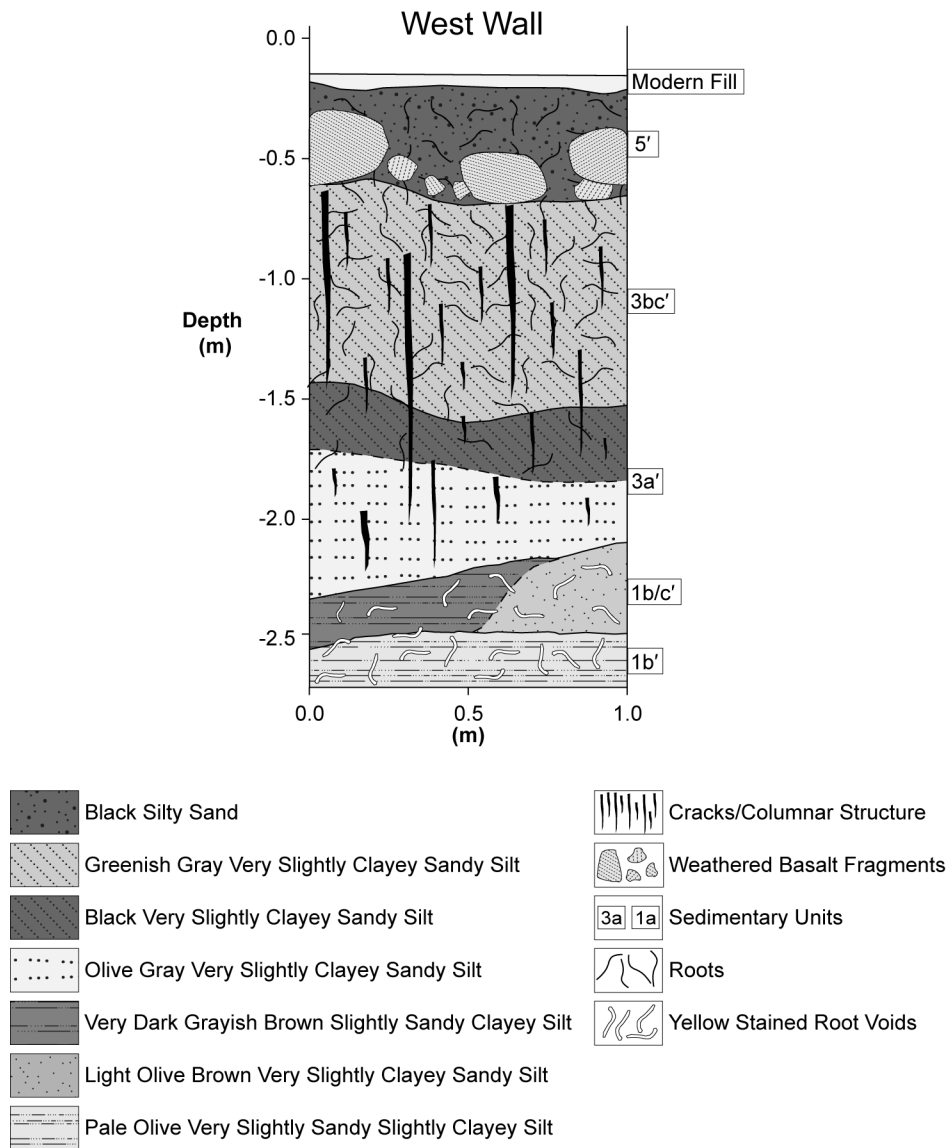 West Wall
0.0
Modern Fill
5′
-0.5
-1.0
3bc′
Depth
(m)
-1.5
3a′
-2.0
1b/c′
-2.5
1b′
0.0 0.5 1.0
(m)
Black Silty Sand
Greenish Gray Very Slightly Clayey Sandy Silt
Black Very Slightly Clayey Sandy Silt
Olive Gray Very Slightly Clayey Sandy Silt
Very Dark Grayish Brown Slightly Sandy Clayey Silt
Light Olive Brown Very Slightly Clayey Sandy Silt
Pale Olive Very Slightly Sandy Slightly Clayey Silt
Cracks/Columnar Structure
Weathered Basalt Fragments
3a 1a Sedimentary Units
Roots
Yellow Stained Root Voids